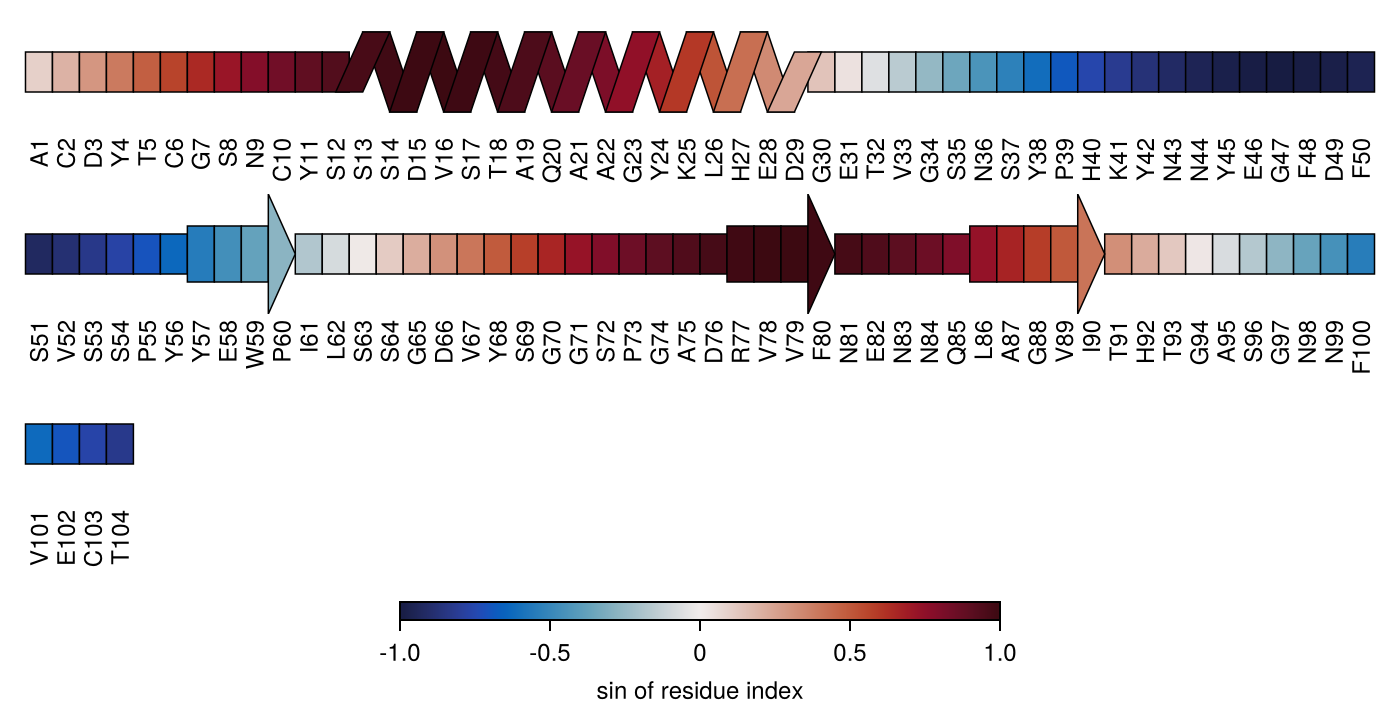 A1 C2 D3 Y4 T5 C6 G7 S8 N9 C10 Y11 S12 S13 S14 D15 V16 S17 T18 A19 Q20 A21 A22 G23 Y24 K25 L26 H27 E28 D29 G30 E31 T32 V33 G34 S35 N36 S37 Y38 P39 H40 K41 Y42 N43 N44 Y45 E46 G47 F48 D49 F50
S51 V52 S53 S54 P55 Y56 Y57 E58 W59 P60 I61 L62 S63 S64 G65 D66 V67 Y68 S69 G70 G71 S72 P73 G74 A75 D76 R77 V78 V79 F80 N81 E82 N83 N84 Q85 L86 A87 G88 V89 I90 T91 H92 T93 G94 A95 S96 G97 N98 N99 F100
V101 E102 C103 T104
-1.0 -0.5 0 0.5 1.0
sin of residue index